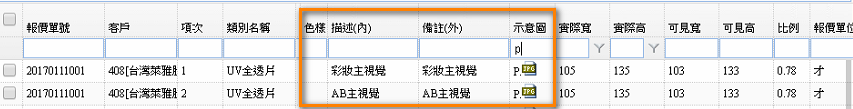 報價單號 客戶 項次 類別名稱 色樣 描述(內) 備註(外) 示意圖 實際寬 實際高 可見寬 可見高 比例 報價單位
p
20170111001 408[台灣萊雅股 1 UV全透片 彩妝主視覺 彩妝主視覺 P. JPG 105 135 103 133 0.78 才
20170111001 408[台灣萊雅股 2 UV全透片 AB主視覺 AB主視覺 P. JPG 105 135 103 133 0.78 才